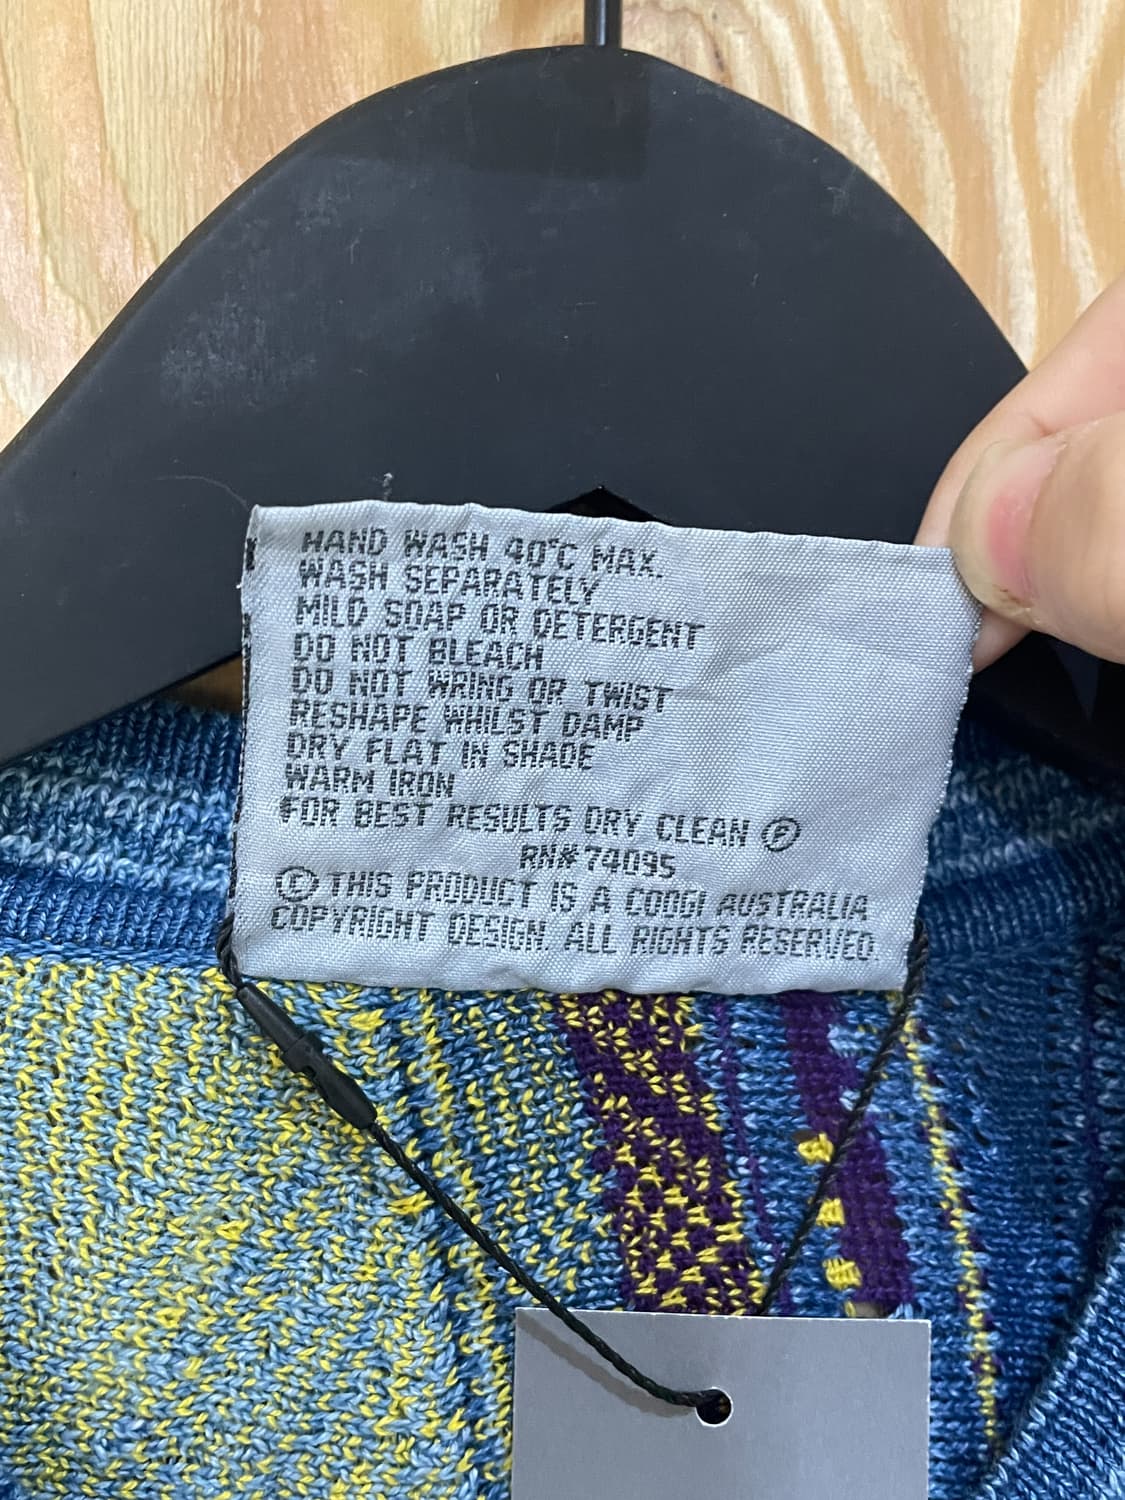 HAND WASH 40°C MAX.
WASH SEPARATELY
MILD SOAP OR DETERGENT
DO NOT BLEACH
DO NOT WRING OR TWIST
RESHAPE WHILST DAMP
DRY FLAT IN SHADE
WARM IRON
FOR BEST RESULTS DRY CLEAN Ⓟ
RN# 74095
© THIS PRODUCT IS A COOGI AUSTRALIA
COPYRIGHT DESIGN. ALL RIGHTS RESERVED.